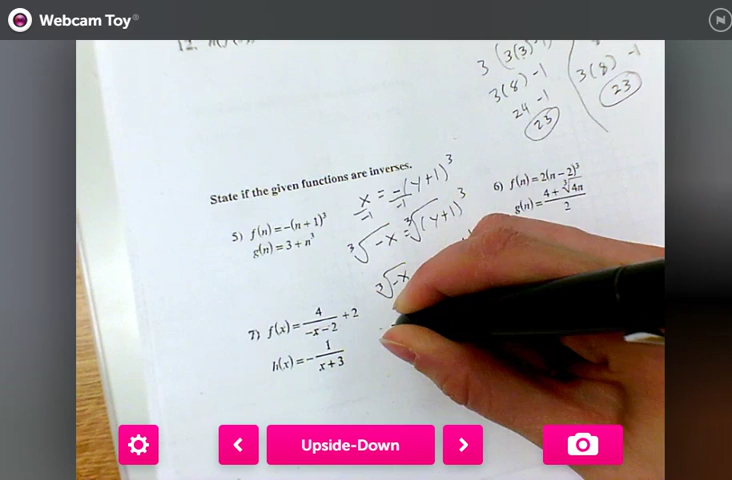 Webcam Toy
3 (3(3)-1)
3(8) -1
24 -1
23
3(8) -1
23
State if the given functions are inverses.
5) f(n) = -(n + 1)³
g(n) = 3 + n³
x = -(y+1)³
-1 -1
∛-x = ∛(y+1)³
∛-x
6) f(n) = 2(n - 2)³
g(n) = (4 + ∛4n)/2
7) f(x) = 4/(-x - 2) + 2
h(x) = - 1/(x + 3)
Upside-Down